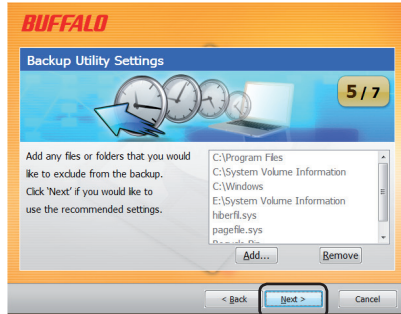 BUFFALO
Backup Utility Settings
5 / 7
Add any files or folders that you would
like to exclude from the backup.
Click 'Next' if you would like to
use the recommended settings.
C:\Program Files
C:\System Volume Information
C:\Windows
E:\System Volume Information
hiberfil.sys
pagefile.sys
Add...
Remove
< Back
Next >
Cancel